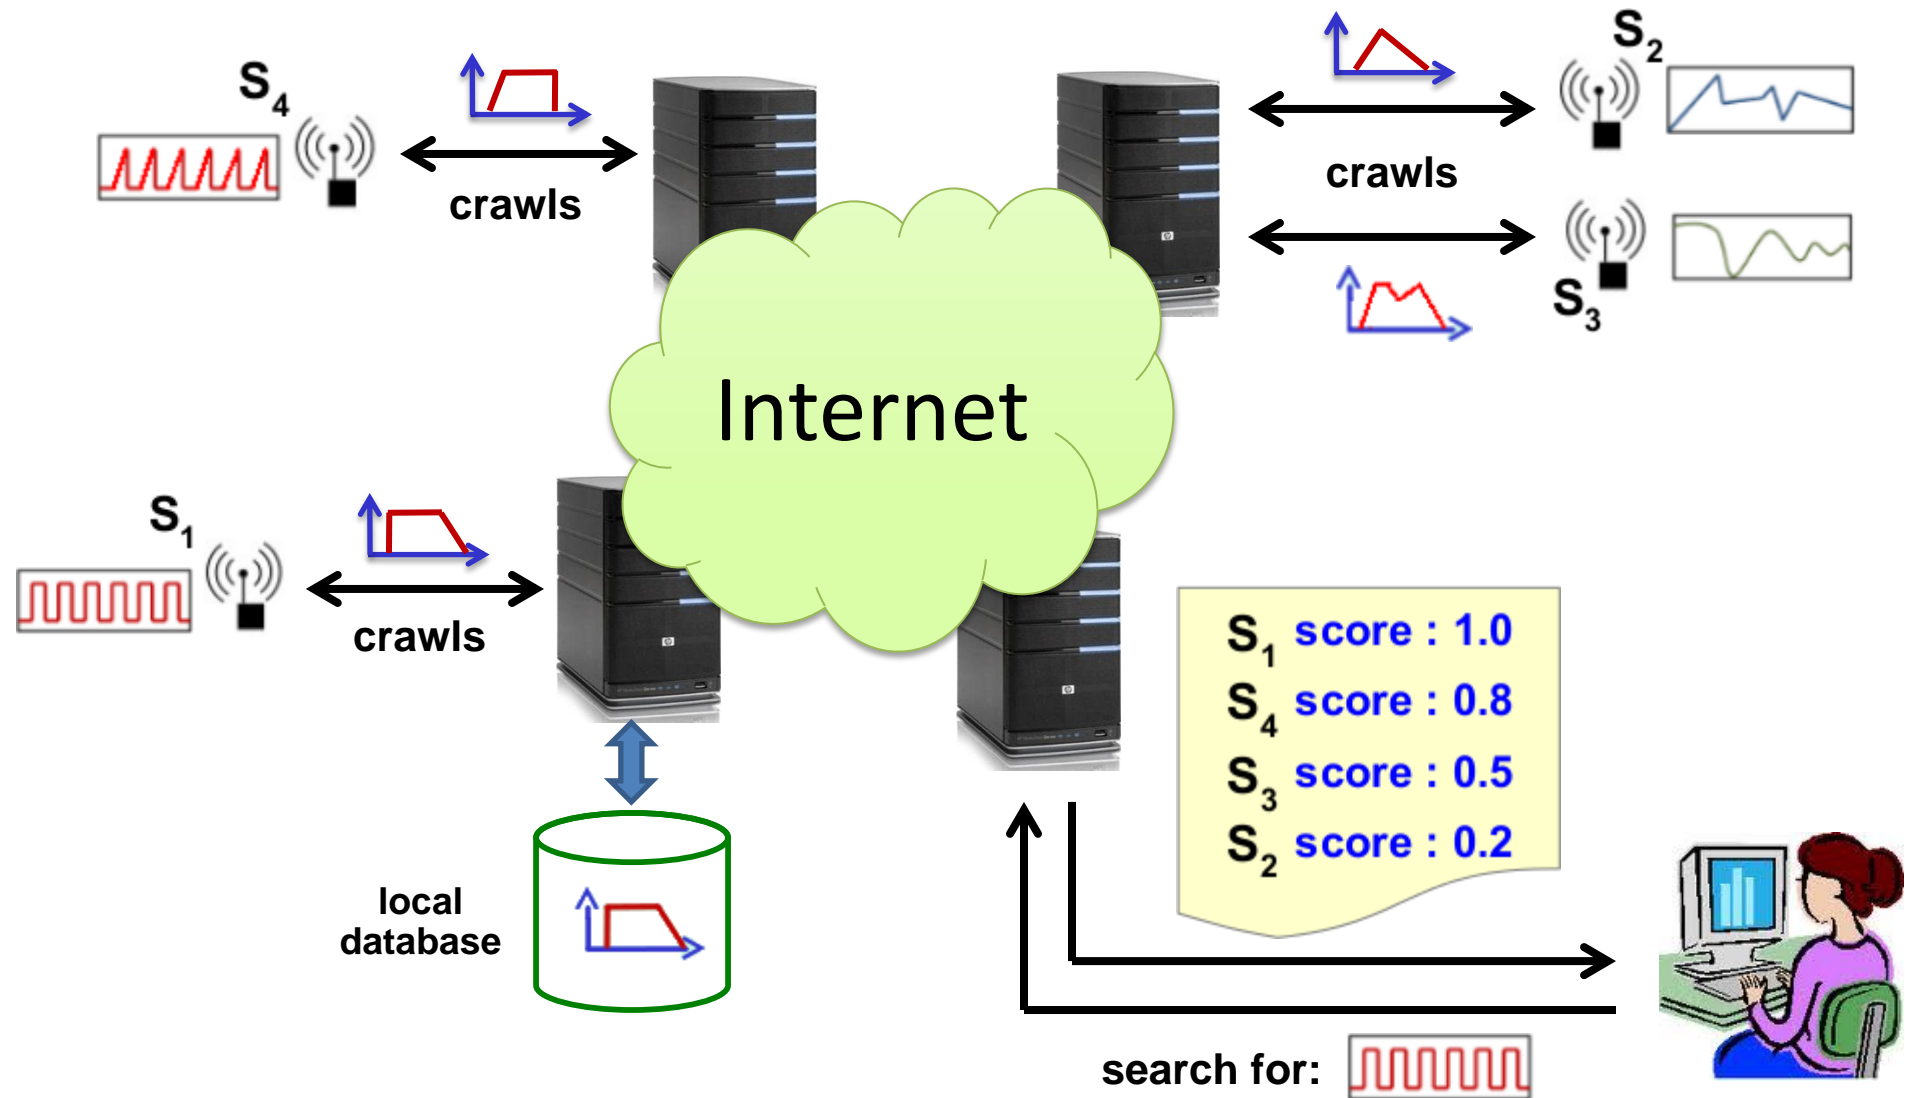 S4
crawls
S2
crawls
S3
Internet
S1
crawls
S1 score : 1.0
S4 score : 0.8
S3 score : 0.5
S2 score : 0.2
local
database
search for: